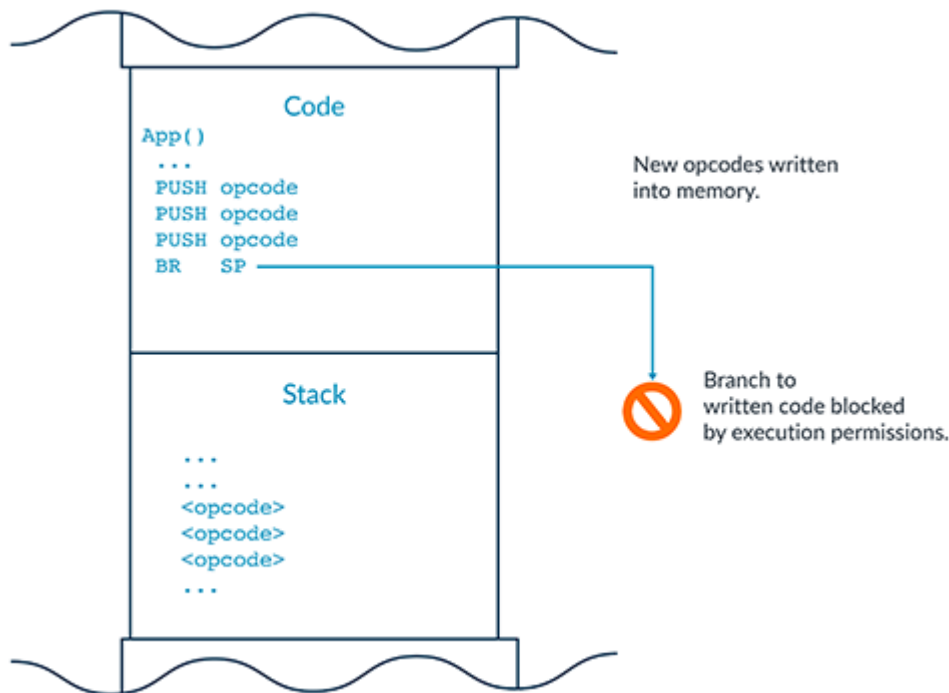 Code
App()
...
PUSH opcode
PUSH opcode
PUSH opcode
BR SP
New opcodes written
into memory.
Branch to
written code blocked
by execution permissions.
Stack
...
...
<opcode>
<opcode>
<opcode>
...